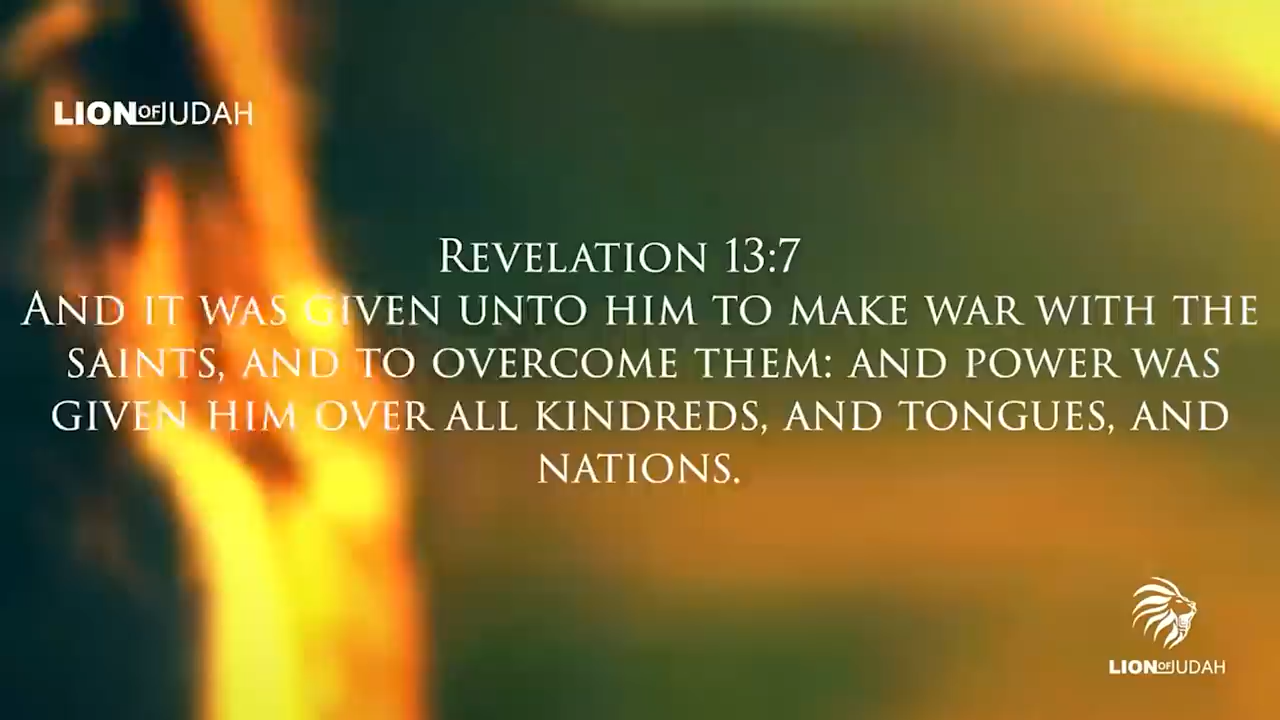 LION OF JUDAH
REVELATION 13:7
AND IT WAS GIVEN UNTO HIM TO MAKE WAR WITH THE
SAINTS, AND TO OVERCOME THEM: AND POWER WAS
GIVEN HIM OVER ALL KINDREDS, AND TONGUES, AND
NATIONS.
LION OF JUDAH